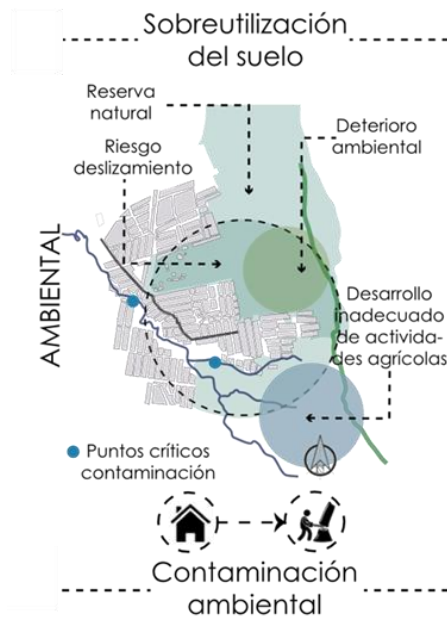 Sobreutilización
del suelo
Reserva
natural
Deterioro
ambiental
Riesgo
deslizamiento
AMBIENTAL
Desarrollo
inadecuado
de activida-
des agrícolas
Puntos críticos
contaminación
Contaminación
ambiental